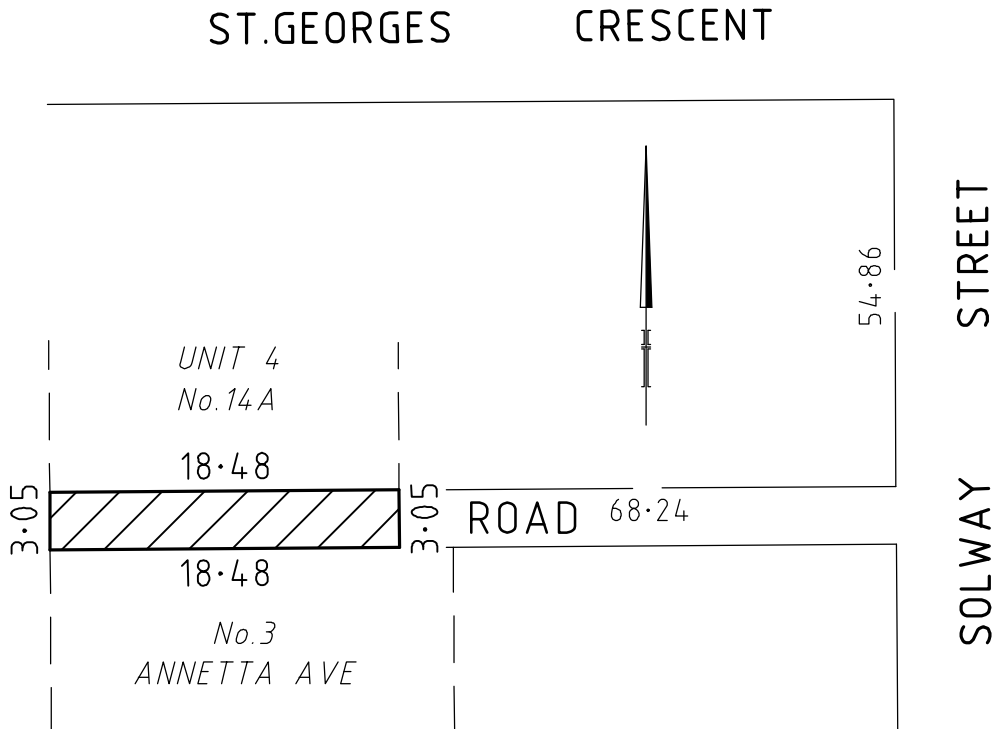 ST.GEORGES CRESCENT
STREET
54·86
UNIT 4
No.14A
18·48
3·05
3·05
ROAD
68·24
18·48
SOLWAY
No.3
ANNETTA AVE